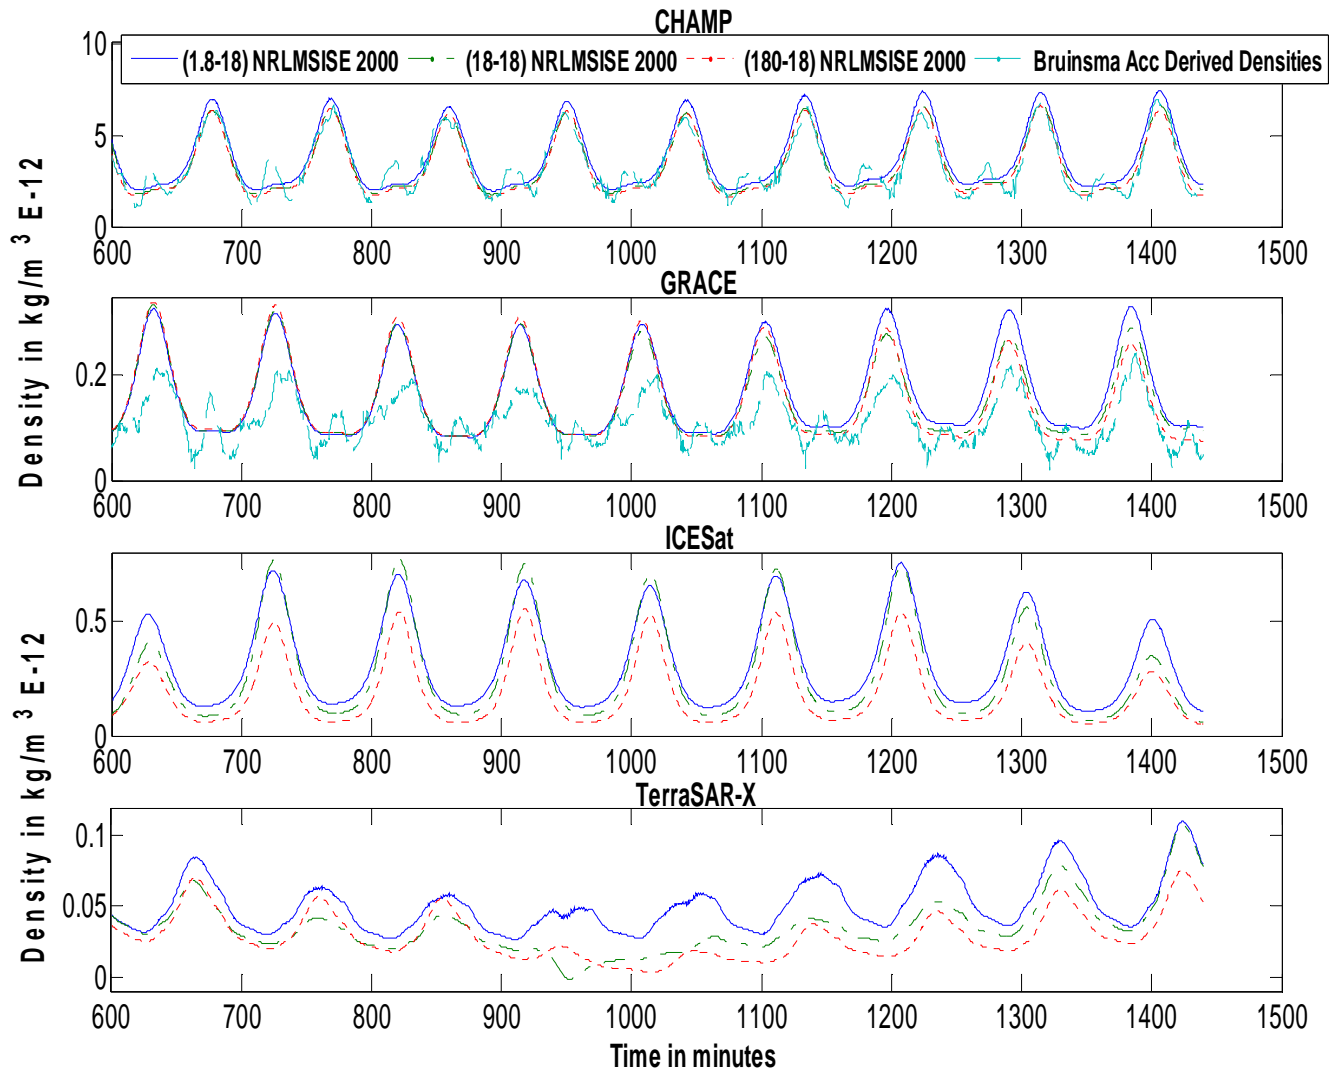 CHAMP
(1.8-18) NRLMSISE 2000 (18-18) NRLMSISE 2000 (180-18) NRLMSISE 2000 Bruinsma Acc Derived Densities
10
5
0
600 700 800 900 1000 1100 1200 1300 1400 1500
GRACE
0.2
0
600 700 800 900 1000 1100 1200 1300 1400 1500
Density in kg/m 3 E-12
ICESat
0.5
0
600 700 800 900 1000 1100 1200 1300 1400 1500
TerraSAR-X
0.1
0.05
0
600 700 800 900 1000 1100 1200 1300 1400 1500
Density in kg/m 3 E-12
Time in minutes